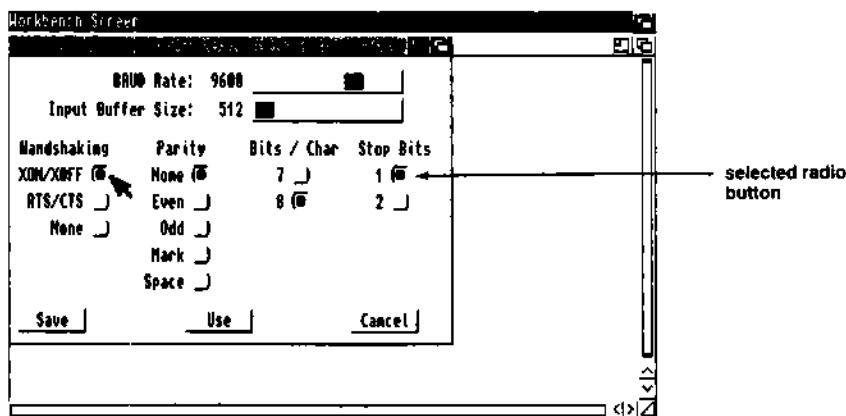 Workbench Screen
BAUD Rate: 9600
Input Buffer Size: 512
Handshaking Parity Bits / Char Stop Bits
XON/XOFF None 7 1
RTS/CTS Even 8 2
None Odd
Mark
Space
Save Use Cancel
selected radio
button